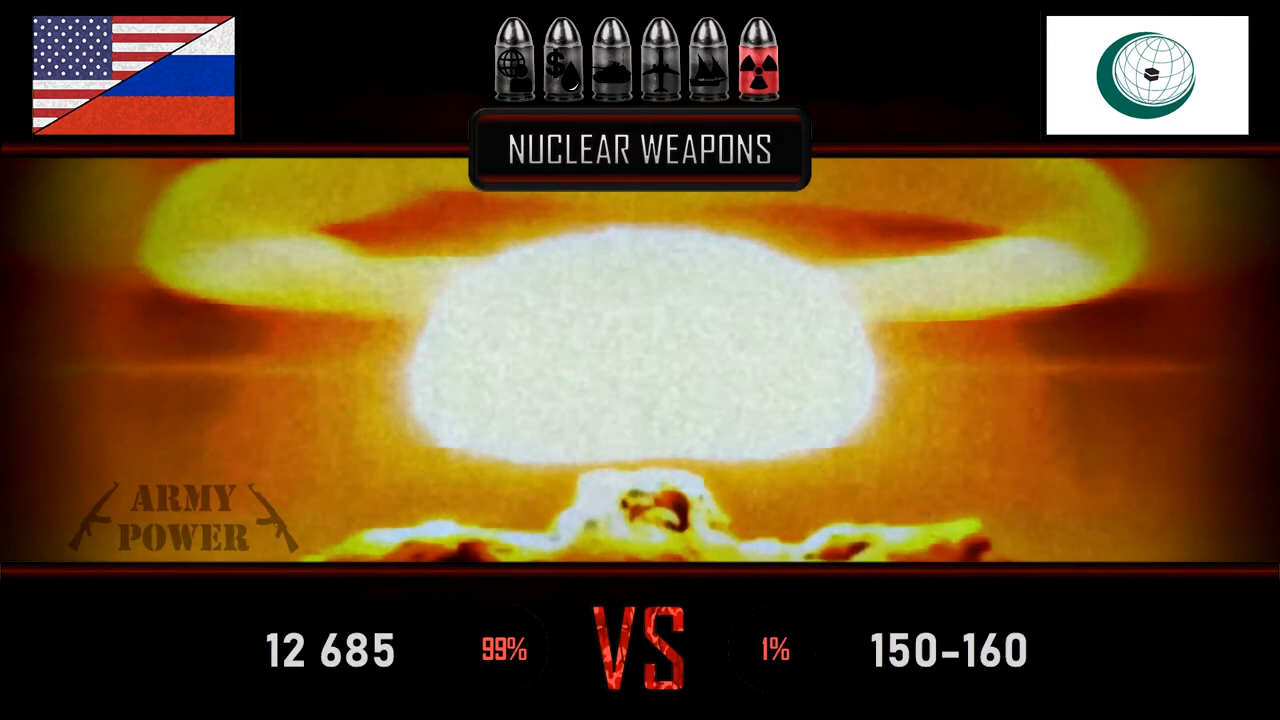 $
NUCLEAR WEAPONS
ARMY
POWER
12 685
99%
VS
1%
150-160